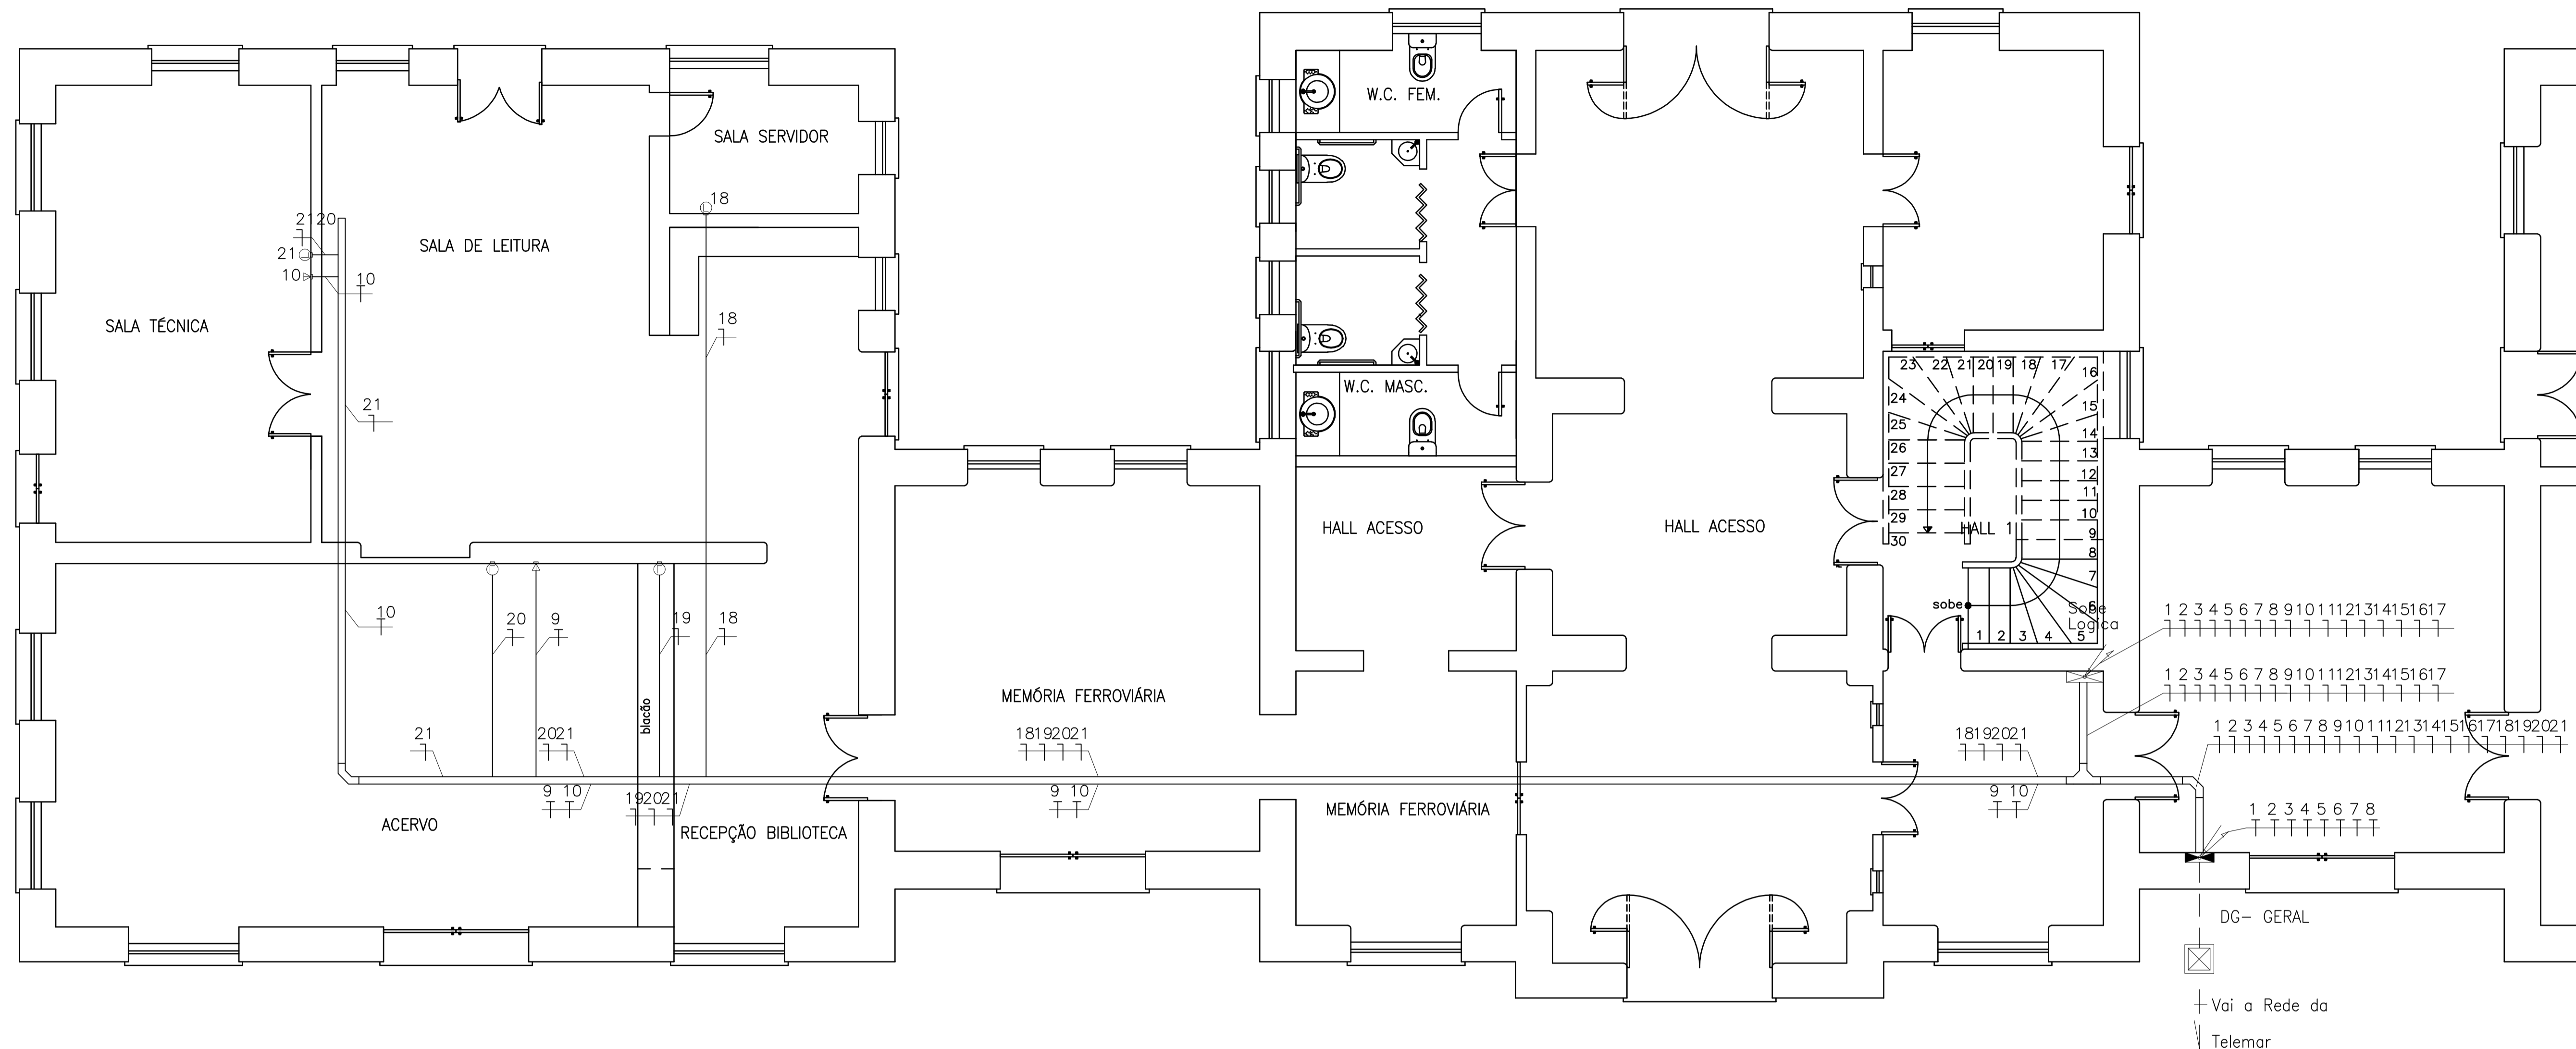 W.C. FEM.
SALA SERVIDOR
18
21 20
SALA DE LEITURA
21
10
10
SALA TÉCNICA
18
23 22 21 20 19 18 17
16
W.C. MASC.
24
15
21
25
14
26
13
27
12
28
11
10
29
HALL ACESSO
HALL ACESSO
HALL 1
9
30
8
7
sobe
6
Sobe
Logica
1 2 3 4 5
1 2 3 4 5 6 7 8 9 10 11 12 13 14 15 16 17
10
20
9
19
18
1 2 3 4 5 6 7 8 9 10 11 12 13 14 15 16 17
MEMÓRIA FERROVIÁRIA
blacão
21
20 21
18 19 20 21
18 19 20 21
1 2 3 4 5 6 7 8 9 10 11 12 13 14 15 16 17 18 19 20 21
9 10
19 20 21
9 10
9 10
MEMÓRIA FERROVIÁRIA
1 2 3 4 5 6 7 8
ACERVO
RECEPÇÃO BIBLIOTECA
DG- GERAL
Vai a Rede da
Telemar